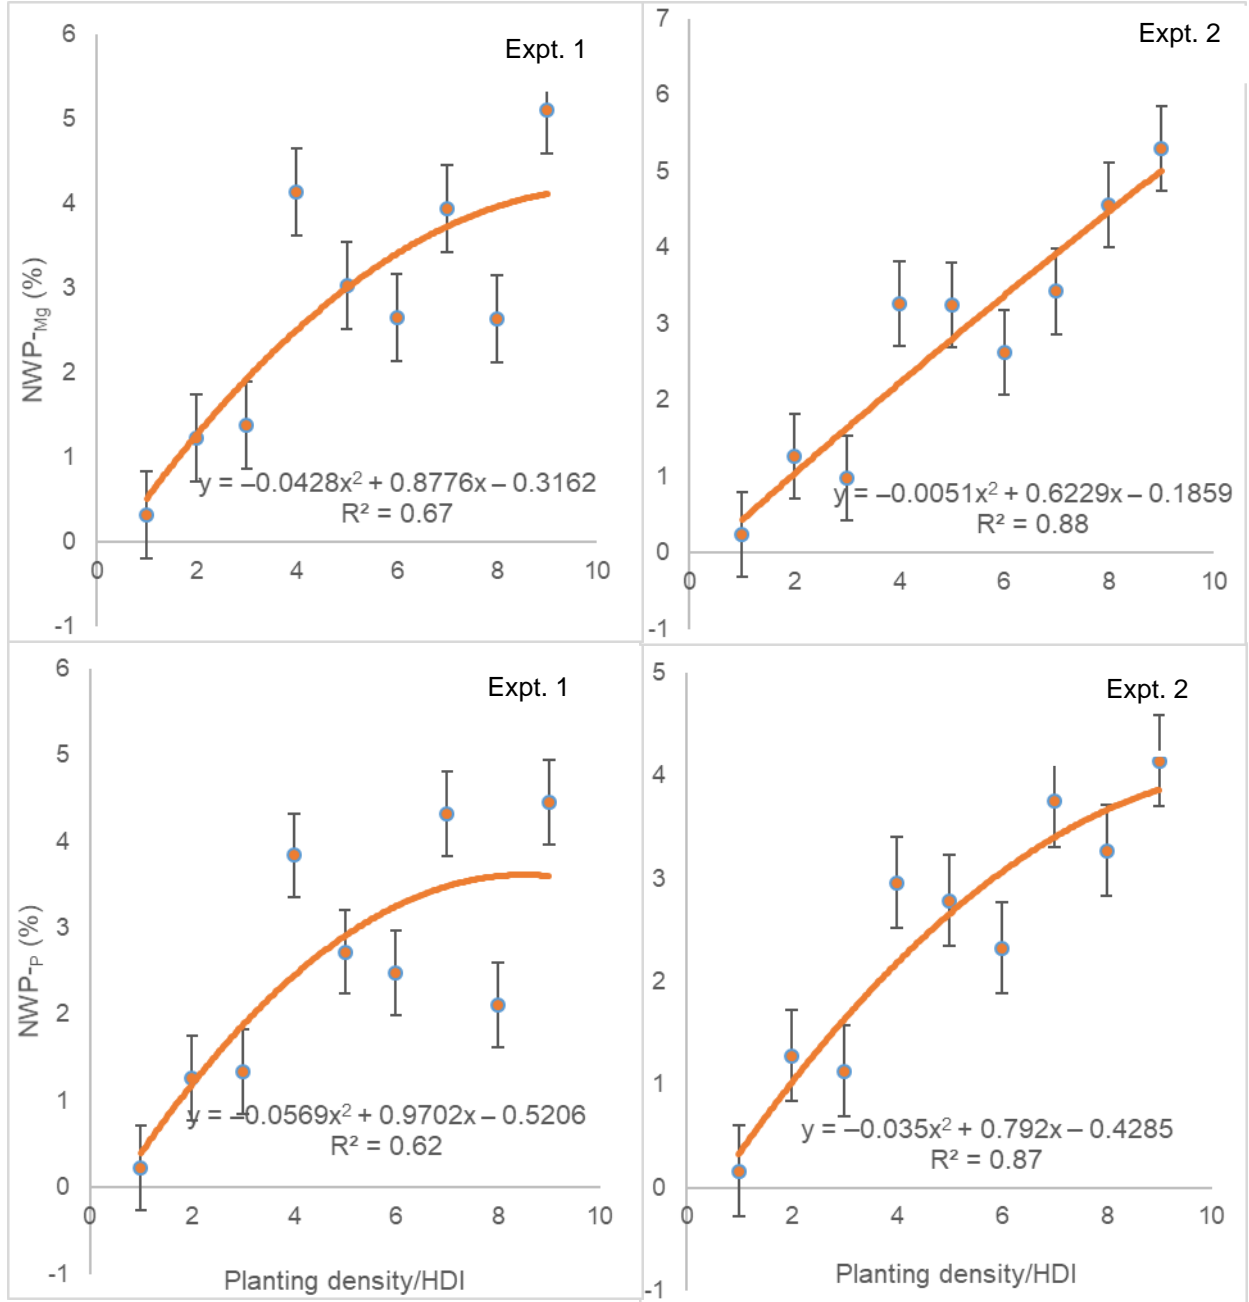 Expt. 1
6
5
4
3
2
1
0
-1
NWP-Mg (%)
y = –0.0428x² + 0.8776x – 0.3162
R² = 0.67
0 2 4 6 8 10
Expt. 2
7
6
5
4
3
2
1
0
-1
y = –0.0051x² + 0.6229x – 0.1859
R² = 0.88
0 2 4 6 8 10
Expt. 1
6
5
4
3
2
1
0
-1
NWP-P (%)
y = –0.0569x² + 0.9702x – 0.5206
R² = 0.62
0 2 4 6 8 10
Planting density/HDI
Expt. 2
5
4
3
2
1
0
-1
y = –0.035x² + 0.792x – 0.4285
R² = 0.87
0 2 4 6 8 10
Planting density/HDI